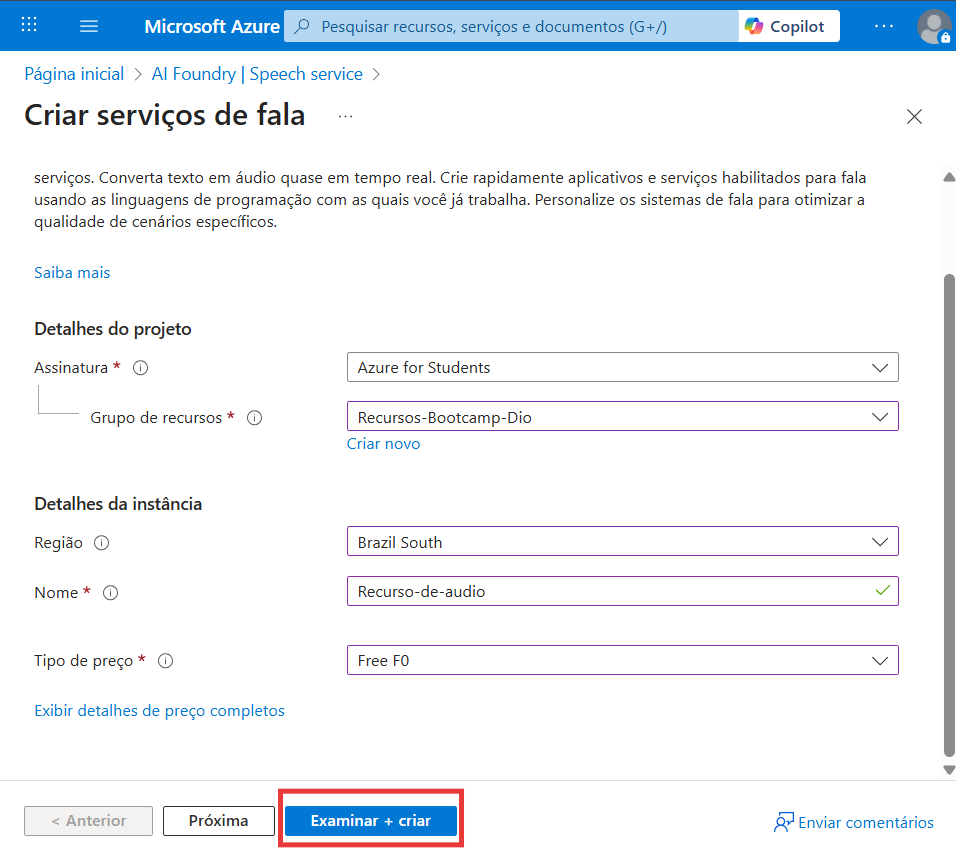 Microsoft Azure
Pesquisar recursos, serviços e documentos (G+/)
Copilot
Página inicial > AI Foundry | Speech service >
Criar serviços de fala ...
serviços. Converta texto em áudio quase em tempo real. Crie rapidamente aplicativos e serviços habilitados para fala
usando as linguagens de programação com as quais você já trabalha. Personalize os sistemas de fala para otimizar a
qualidade de cenários específicos.
Saiba mais
Detalhes do projeto
Assinatura *
Azure for Students
Grupo de recursos *
Recursos-Bootcamp-Dio
Criar novo
Detalhes da instância
Região
Brazil South
Nome *
Recurso-de-audio
Tipo de preço *
Free F0
Exibir detalhes de preço completos
< Anterior
Próxima
Examinar + criar
Enviar comentários